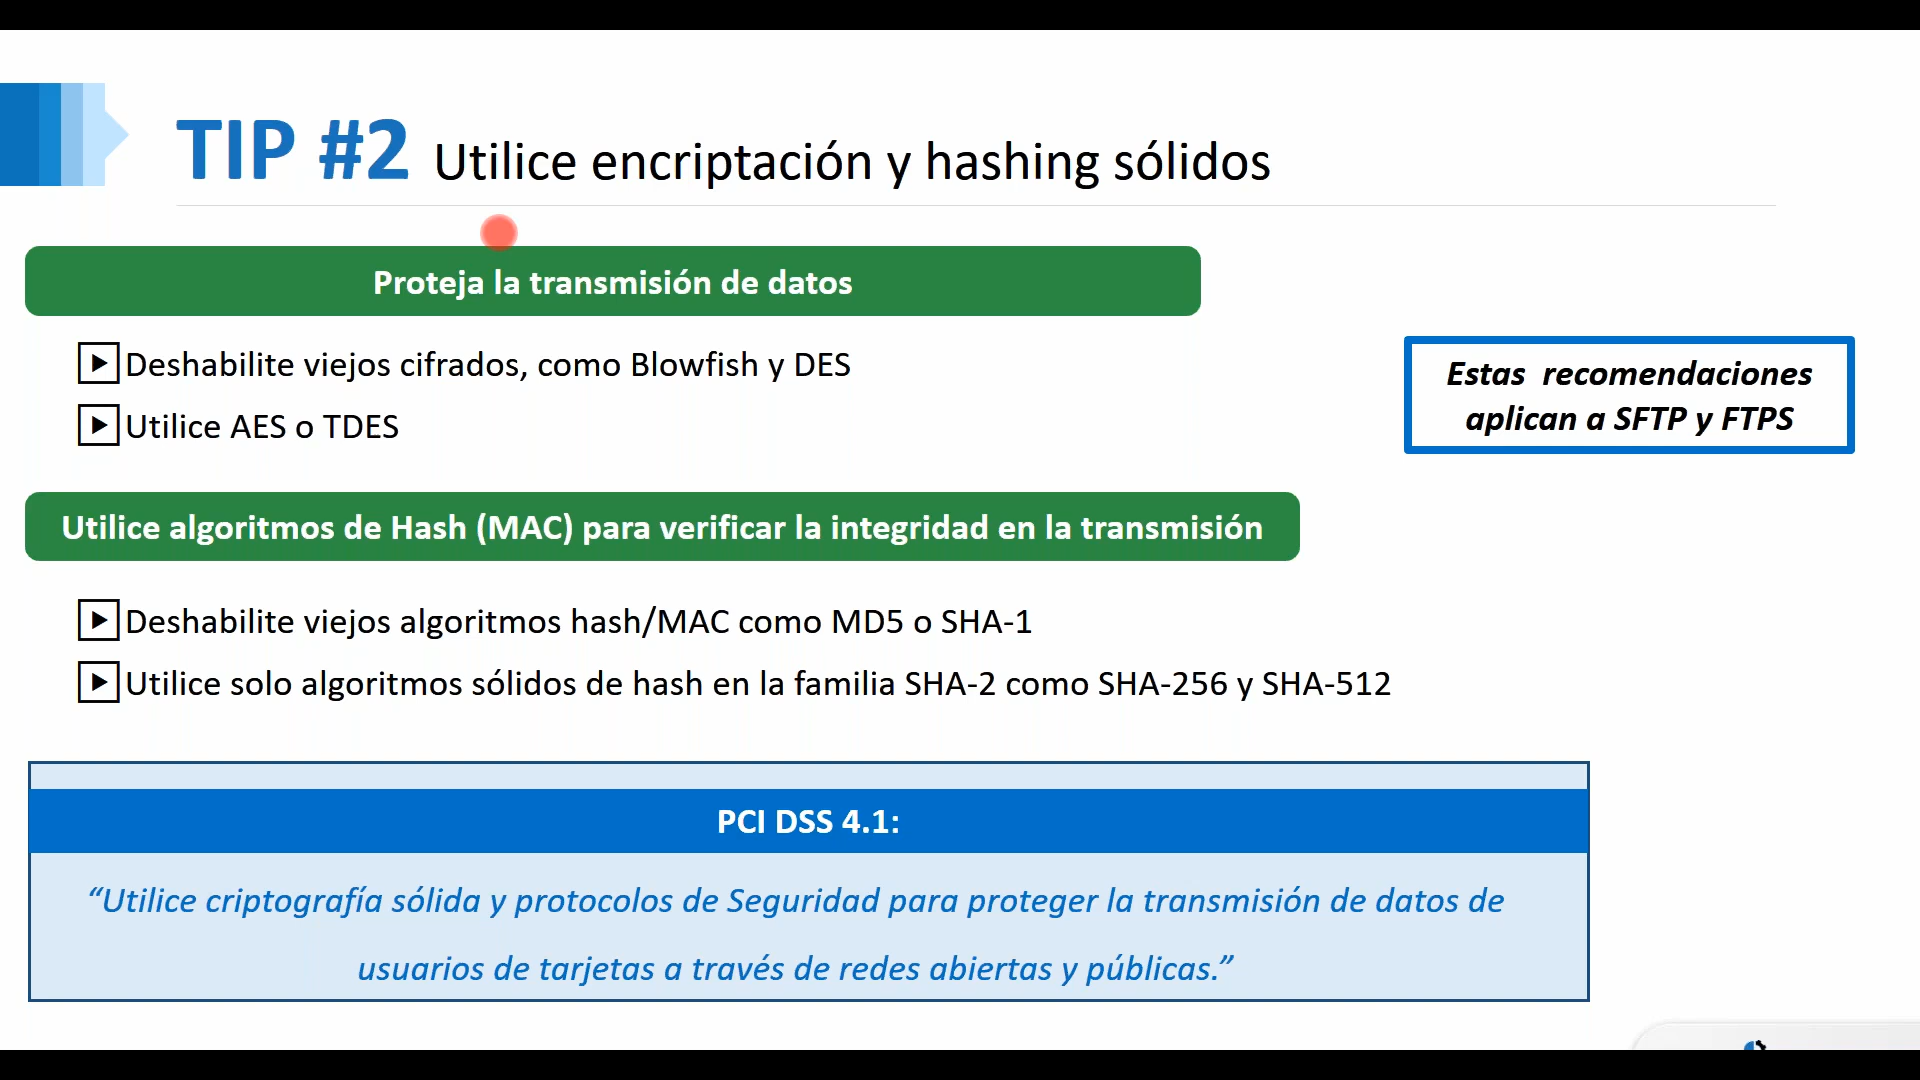 TIP #2 Utilice encriptación y hashing sólidos
Proteja la transmisión de datos
Deshabilite viejos cifrados, como Blowfish y DES
Utilice AES o TDES
Estas recomendaciones
aplican a SFTP y FTPS
Utilice algoritmos de Hash (MAC) para verificar la integridad en la transmisión
Deshabilite viejos algoritmos hash/MAC como MD5 o SHA-1
Utilice solo algoritmos sólidos de hash en la familia SHA-2 como SHA-256 y SHA-512
PCI DSS 4.1:
“Utilice criptografía sólida y protocolos de Seguridad para proteger la transmisión de datos de
usuarios de tarjetas a través de redes abiertas y públicas.”